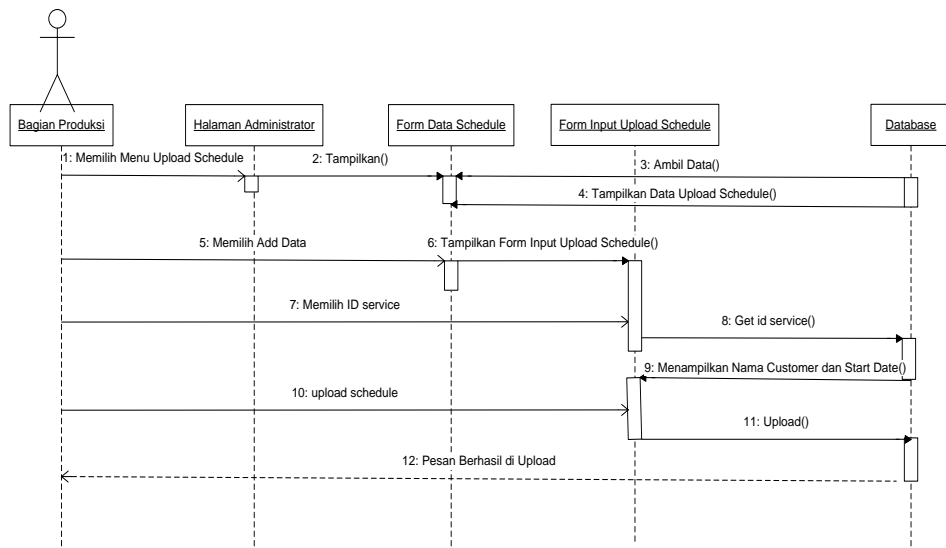 Bagian Produksi
Halaman Administrator
Form Data Schedule
Form Input Upload Schedule
Database
1: Memilih Menu Upload Schedule
2: Tampilkan()
3: Ambil Data()
4: Tampilkan Data Upload Schedule()
5: Memilih Add Data
6: Tampilkan Form Input Upload Schedule()
7: Memilih ID service
8: Get id service()
9: Menampilkan Nama Customer dan Start Date()
10: upload schedule
11: Upload()
12: Pesan Berhasil di Upload